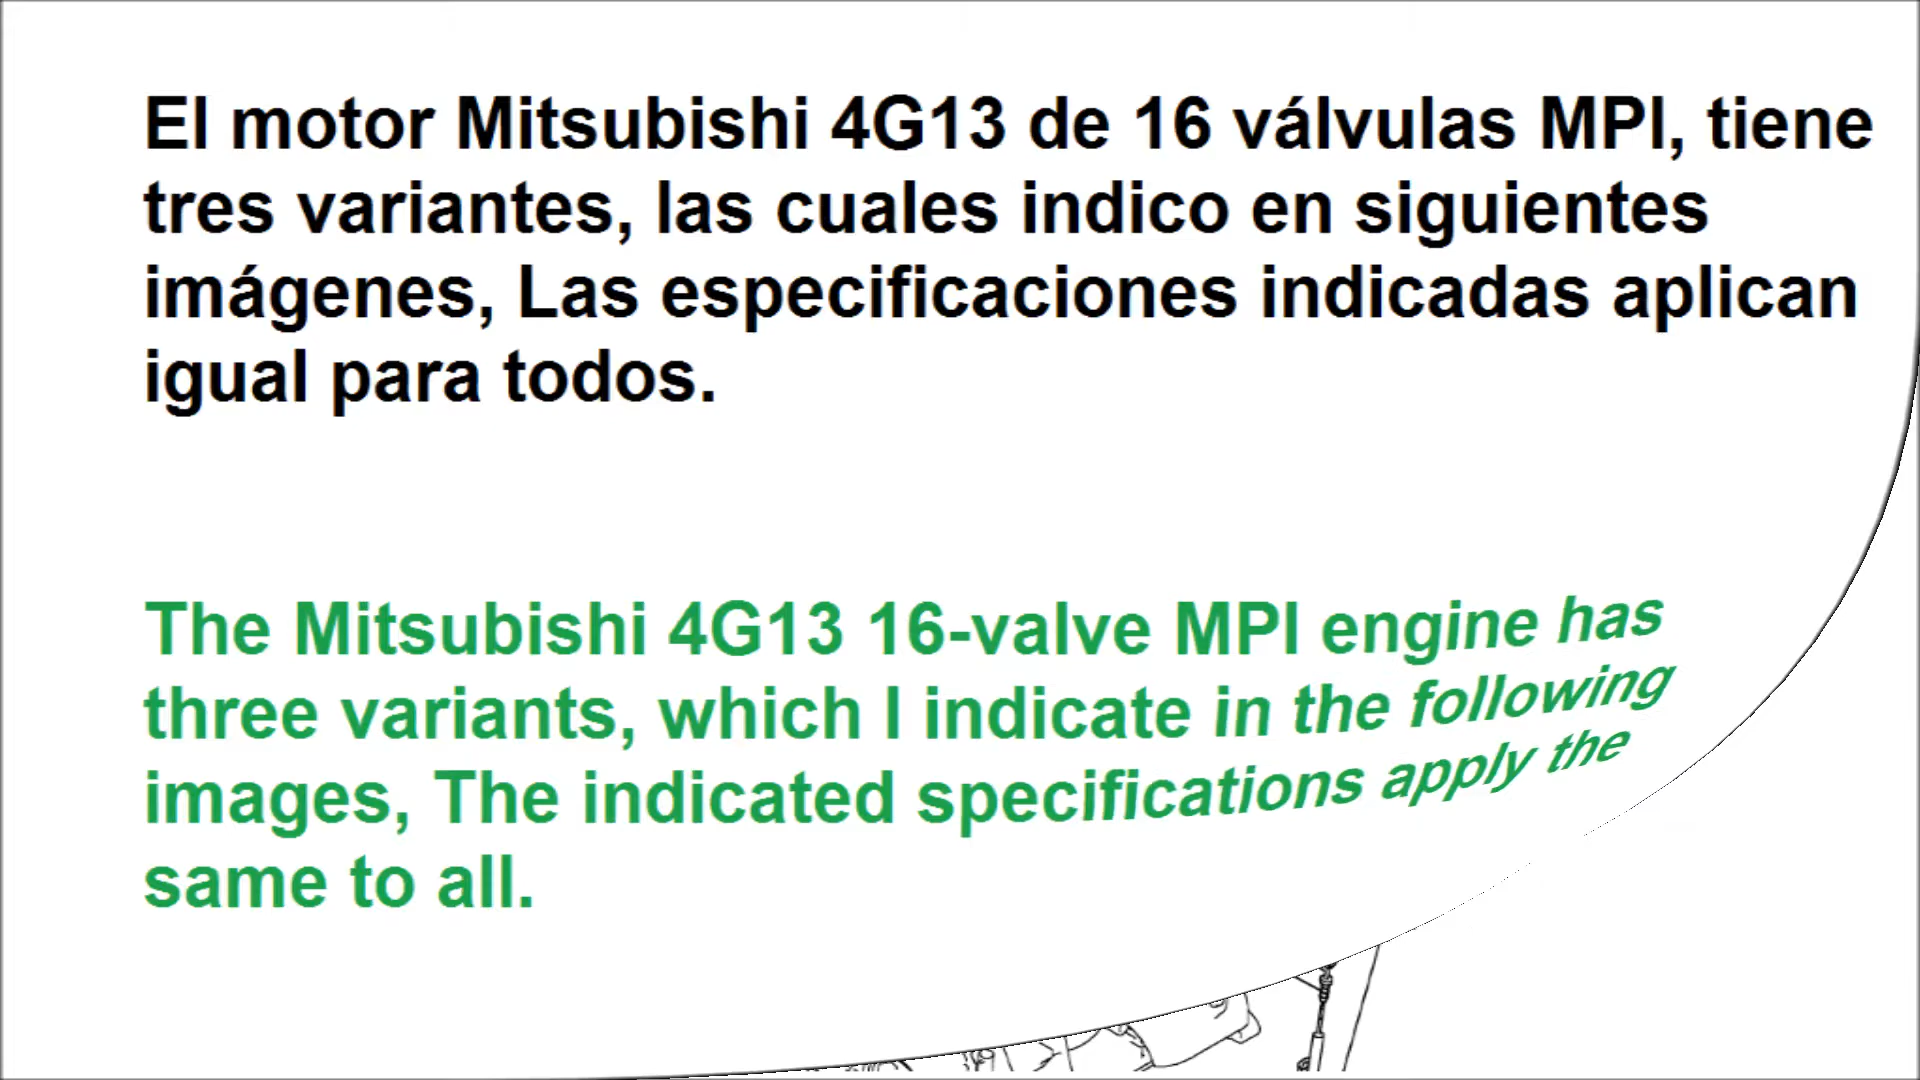 El motor Mitsubishi 4G13 de 16 válvulas MPI, tiene
tres variantes, las cuales indico en siguientes
imágenes, Las especificaciones indicadas aplican
igual para todos.
The Mitsubishi 4G13 16-valve MPI engine has
three variants, which I indicate in the following
images, The indicated specifications apply the
same to all.